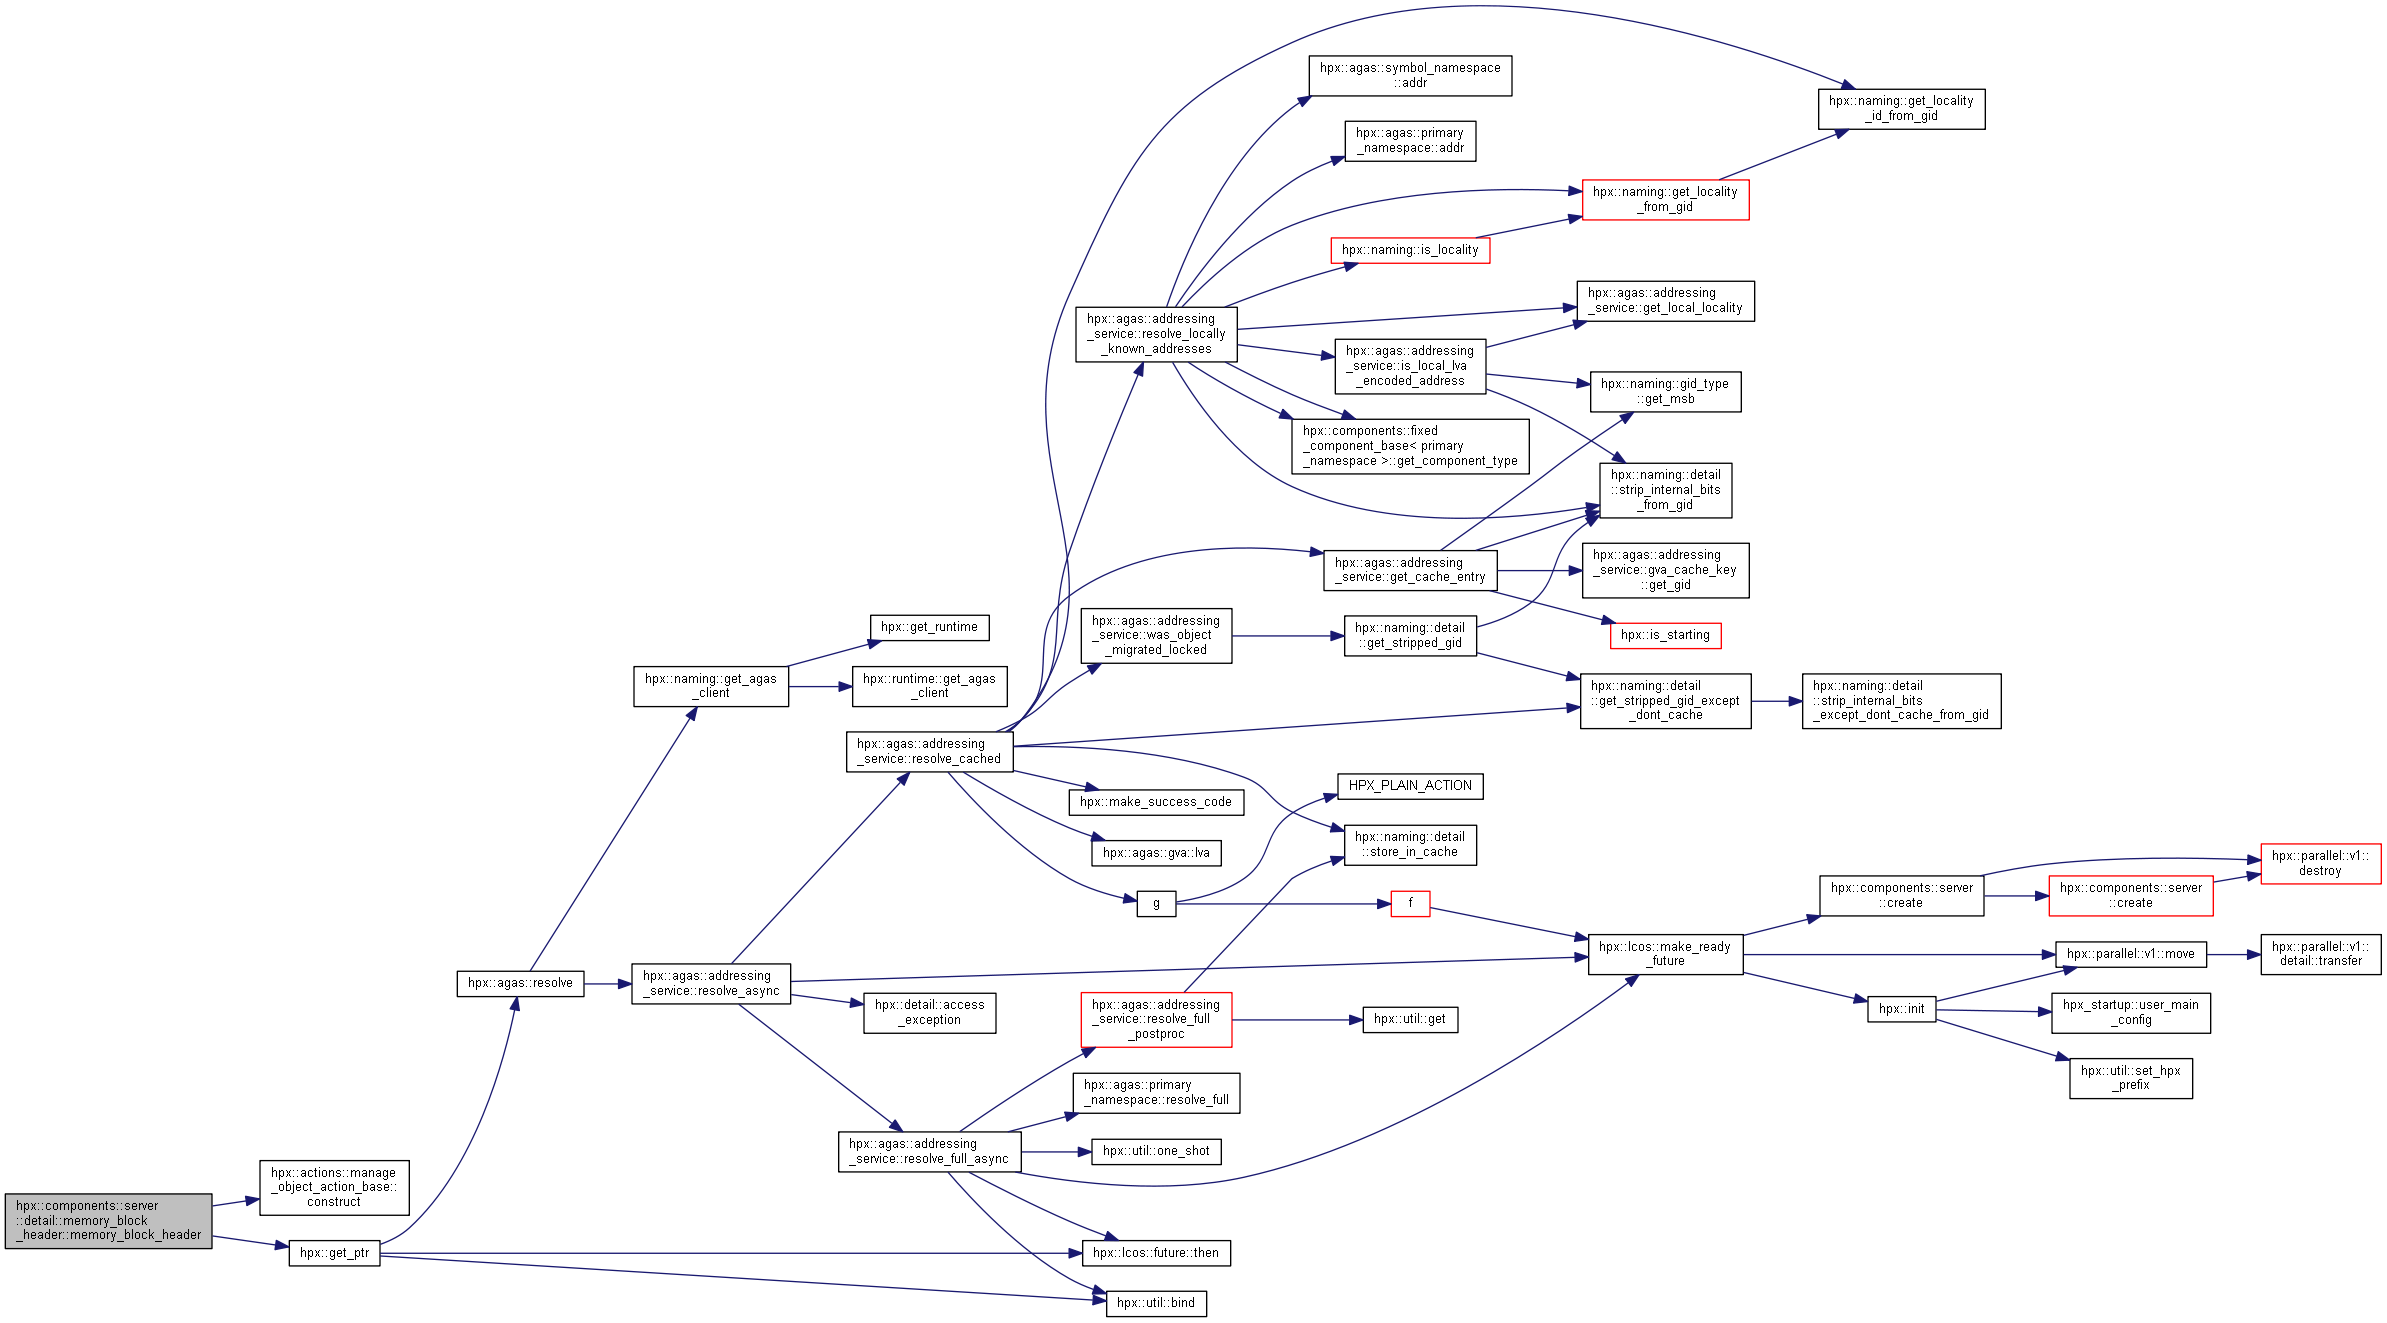 hpx::components::server
::detail::memory_block
_header::memory_block_header
hpx::actions::manage
_object_action_base::
construct
hpx::get_ptr
hpx::agas::resolve
hpx::naming::get_agas
_client
hpx::get_runtime
hpx::runtime::get_agas
_client
hpx::agas::addressing
_service::resolve_async
hpx::agas::addressing
_service::resolve_cached
hpx::detail::access
_exception
hpx::agas::addressing
_service::resolve_full_async
hpx::agas::addressing
_service::resolve_locally
_known_addresses
hpx::agas::addressing
_service::was_object
_migrated_locked
hpx::make_success_code
hpx::agas::gva::lva
g
hpx::agas::addressing
_service::resolve_full
_postproc
hpx::agas::primary
_namespace::resolve_full
hpx::util::one_shot
hpx::lcos::future::then
hpx::util::bind
hpx::agas::symbol_namespace
::addr
hpx::agas::primary
_namespace::addr
hpx::naming::is_locality
hpx::agas::addressing
_service::is_local_lva
_encoded_address
hpx::components::fixed
_component_base< primary
_namespace >::get_component_type
hpx::agas::addressing
_service::get_cache_entry
hpx::naming::detail
::get_stripped_gid
HPX_PLAIN_ACTION
hpx::naming::detail
::store_in_cache
f
hpx::util::get
hpx::naming::get_locality
_from_gid
hpx::agas::addressing
_service::get_local_locality
hpx::naming::gid_type
::get_msb
hpx::naming::detail
::strip_internal_bits
_from_gid
hpx::agas::addressing
_service::gva_cache_key
::get_gid
hpx::is_starting
hpx::naming::detail
::get_stripped_gid_except
_dont_cache
hpx::lcos::make_ready
_future
hpx::naming::get_locality
_id_from_gid
hpx::naming::detail
::strip_internal_bits
_except_dont_cache_from_gid
hpx::components::server
::create
hpx::init
hpx::components::server
::create
hpx::parallel::v1::move
hpx_startup::user_main
_config
hpx::util::set_hpx
_prefix
hpx::parallel::v1::
destroy
hpx::parallel::v1::
detail::transfer